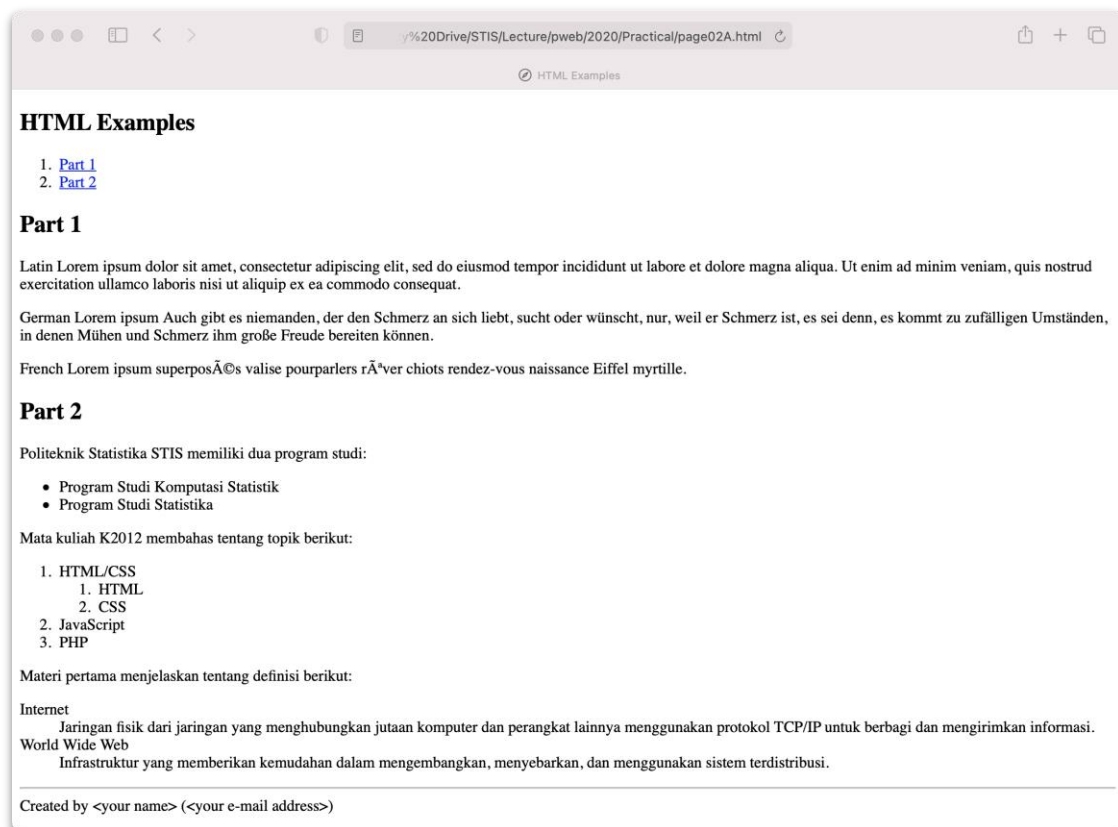 y%20Drive/STIS/Lecture/pweb/2020/Practical/page02A.html
HTML Examples
HTML Examples
1. Part 1
2. Part 2
Part 1
Latin Lorem ipsum dolor sit amet, consectetur adipiscing elit, sed do eiusmod tempor incididunt ut labore et dolore magna aliqua. Ut enim ad minim veniam, quis nostrud
exercitation ullamco laboris nisi ut aliquip ex ea commodo consequat.
German Lorem ipsum Auch gibt es niemanden, der den Schmerz an sich liebt, sucht oder wünscht, nur, weil er Schmerz ist, es sei denn, es kommt zu zufälligen Umständen,
in denen Mühen und Schmerz ihm große Freude bereiten können.
French Lorem ipsum superposÃ©s valise pourparlers rÃªver chiots rendez-vous naissance Eiffel myrtille.
Part 2
Politeknik Statistika STIS memiliki dua program studi:
• Program Studi Komputasi Statistik
• Program Studi Statistika
Mata kuliah K2012 membahas tentang topik berikut:
1. HTML/CSS
1. HTML
2. CSS
2. JavaScript
3. PHP
Materi pertama menjelaskan tentang definisi berikut:
Internet
Jaringan fisik dari jaringan yang menghubungkan jutaan komputer dan perangkat lainnya menggunakan protokol TCP/IP untuk berbagi dan mengirimkan informasi.
World Wide Web
Infrastruktur yang memberikan kemudahan dalam mengembangkan, menyebarkan, dan menggunakan sistem terdistribusi.
Created by <your name> (<your e-mail address>)